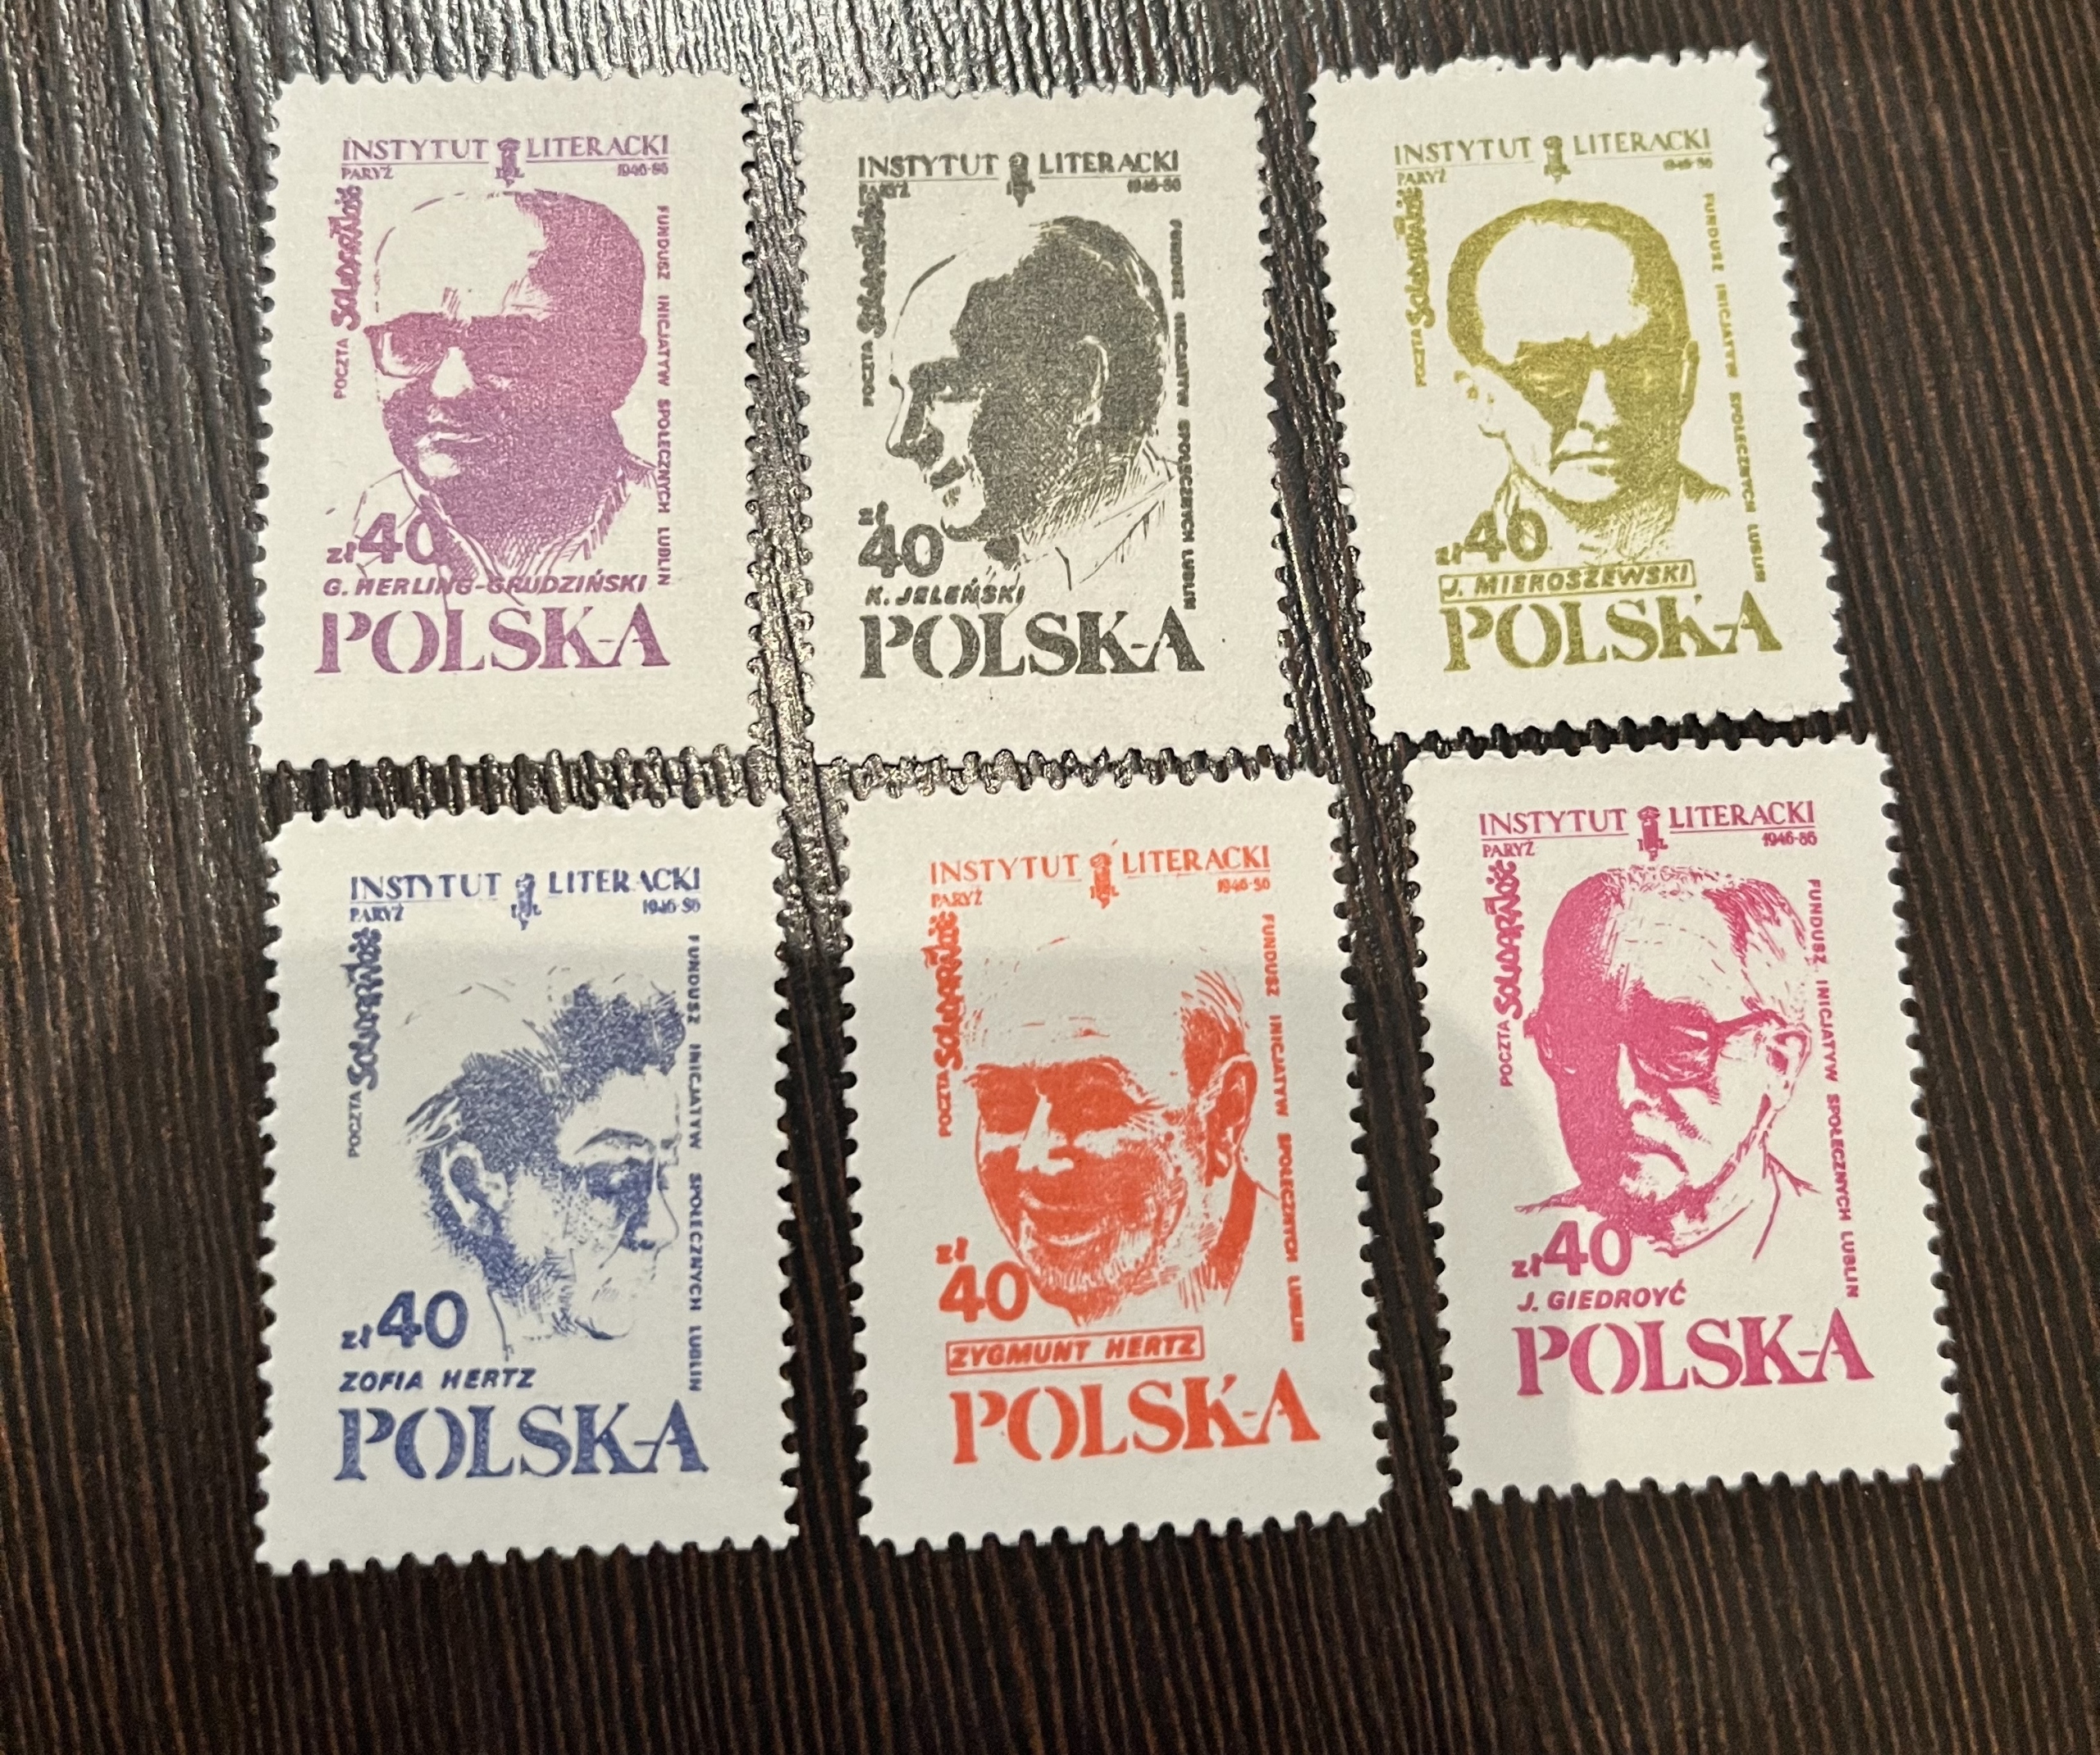 INSTYTUT LITERACKI
PARYŻ 1946-86
POCZTA SOLIDARNOŚĆ
FUNDUSZ INICJATYW SPOŁECZNYCH LUBLIN
zł 40
G. HERLING-GRUDZIŃSKI
POLSKA
INSTYTUT LITERACKI
PARYŻ 1946-86
POCZTA SOLIDARNOŚĆ
FUNDUSZ INICJATYW SPOŁECZNYCH LUBLIN
zł
40
K. JELEŃSKI
POLSKA
INSTYTUT LITERACKI
PARYŻ 1946-86
POCZTA SOLIDARNOŚĆ
FUNDUSZ INICJATYW SPOŁECZNYCH LUBLIN
zł 40
J. MIEROSZEWSKI
POLSKA
INSTYTUT LITERACKI
PARYŻ 1946-86
POCZTA SOLIDARNOŚĆ
FUNDUSZ INICJATYW SPOŁECZNYCH LUBLIN
zł 40
ZOFIA HERTZ
POLSKA
INSTYTUT LITERACKI
PARYŻ 1946-86
POCZTA SOLIDARNOŚĆ
FUNDUSZ INICJATYW SPOŁECZNYCH LUBLIN
zł
40
ZYGMUNT HERTZ
POLSKA
INSTYTUT LITERACKI
PARYŻ 1946-86
POCZTA SOLIDARNOŚĆ
FUNDUSZ INICJATYW SPOŁECZNYCH LUBLIN
zł 40
J. GIEDROYĆ
POLSKA